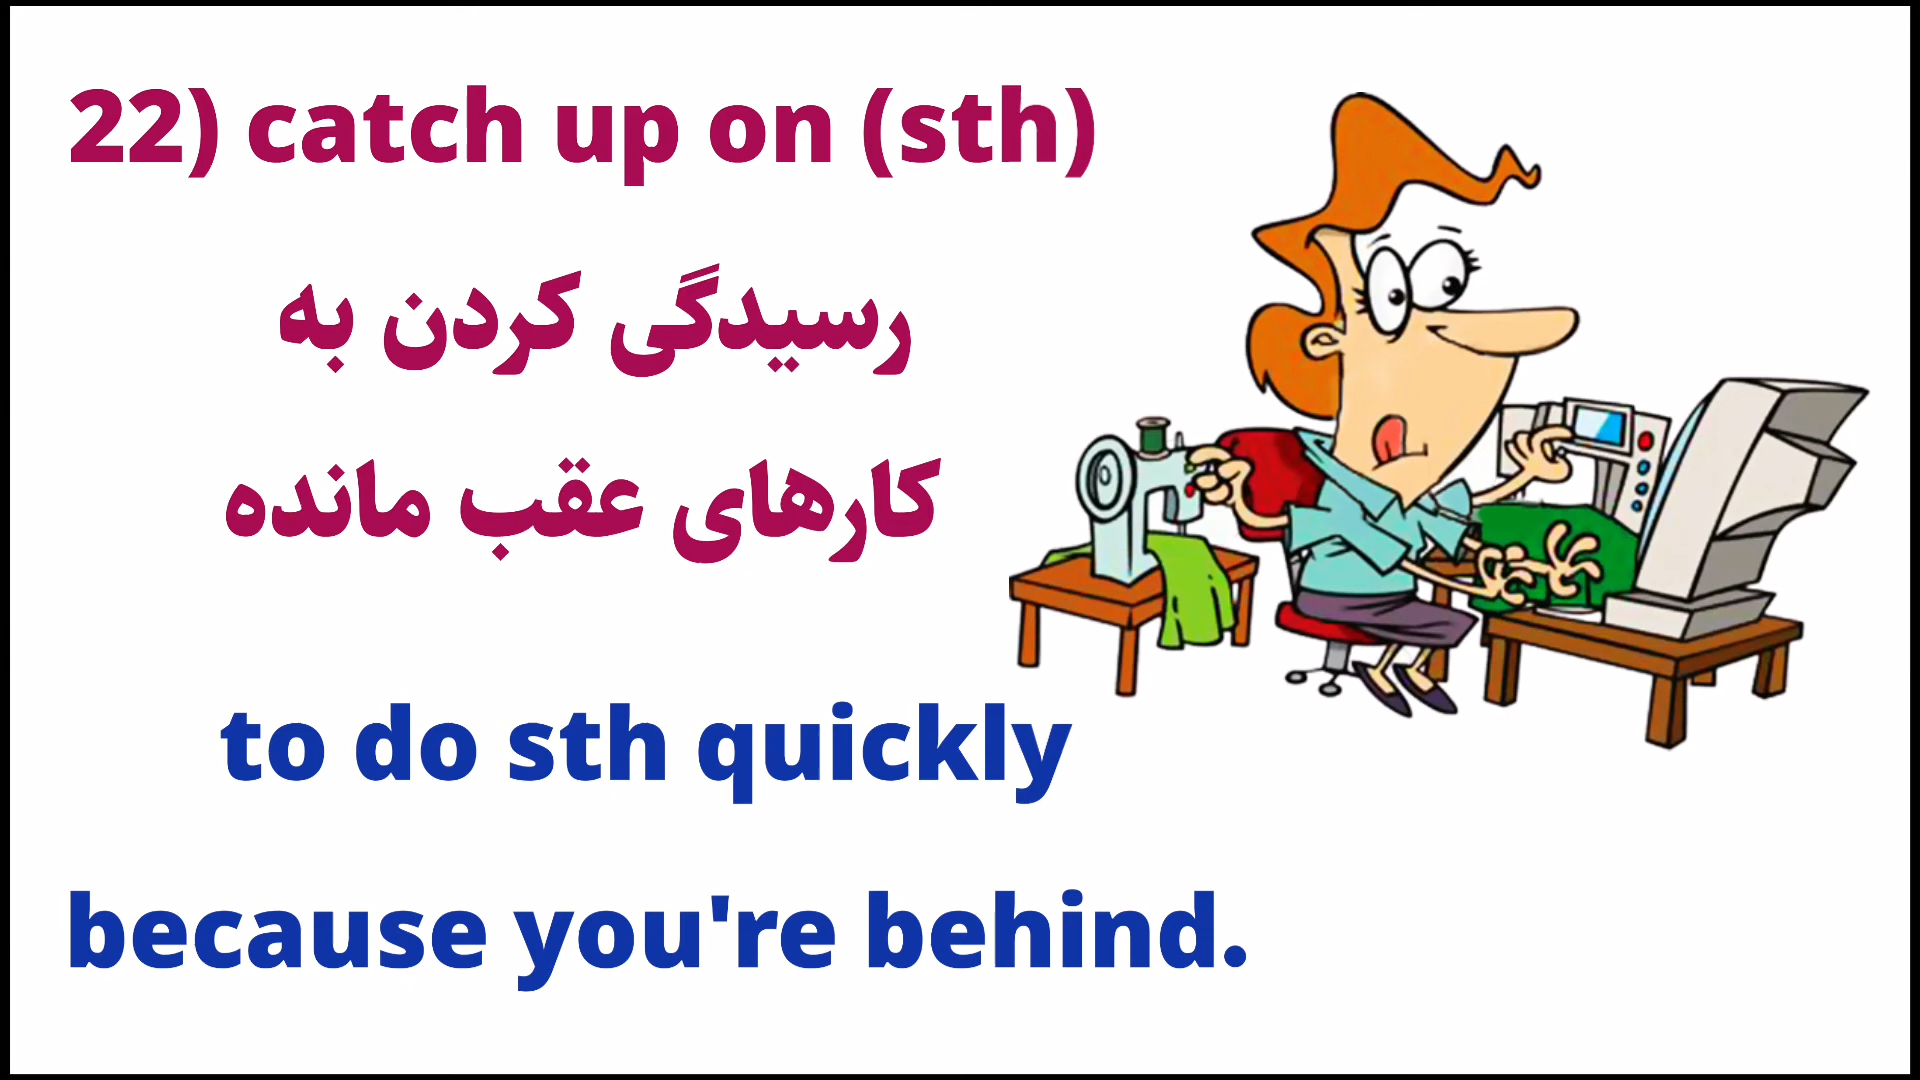 22) catch up on (sth)
رسیدگی کردن به
کارهای عقب مانده
to do sth quickly
because you're behind.